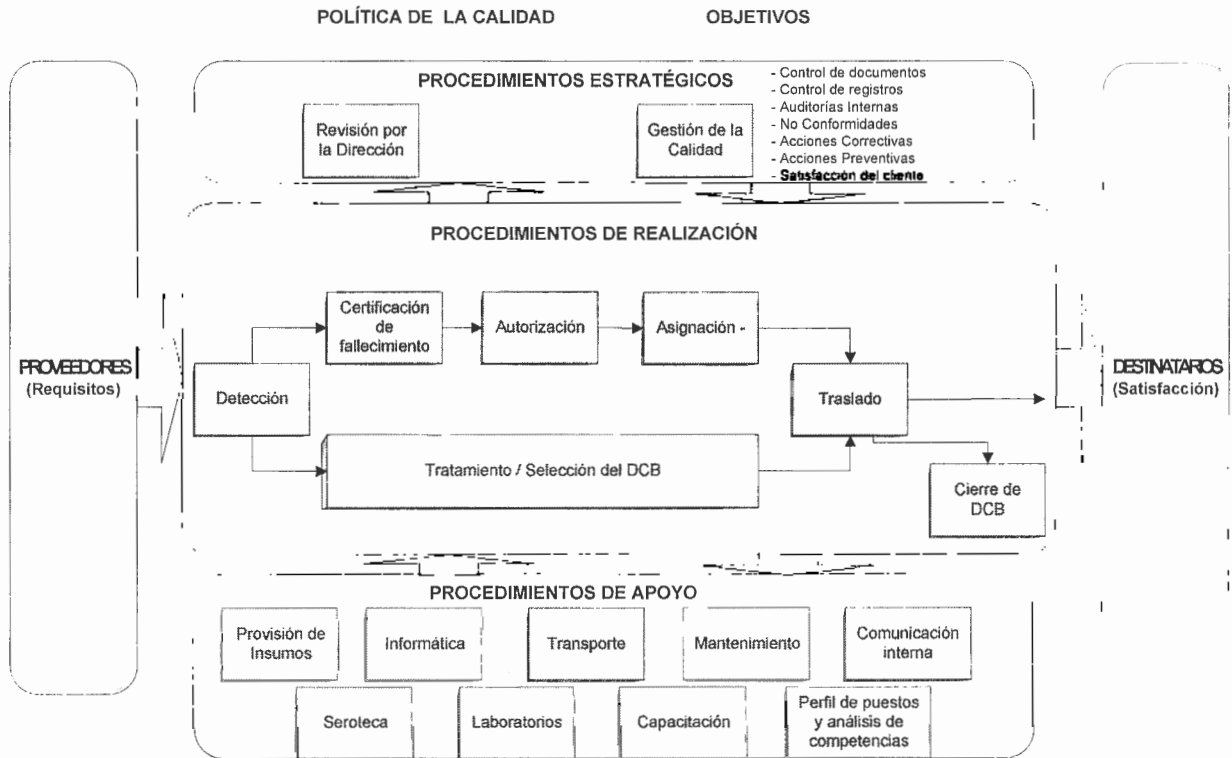 POLÍTICA DE LA CALIDAD
OBJETIVOS
PROCEDIMIENTOS ESTRATÉGICOS
Revisión por
la Dirección
Gestión de la
Calidad
- Control de documentos
- Control de registros
- Auditorías Internas
- No Conformidades
- Acciones Correctivas
- Acciones Preventivas
- Satisfacción del cliente
PROVEEDORES
(Requisitos)
PROCEDIMIENTOS DE REALIZACIÓN
Detección
Certificación
de
fallecimiento
Autorización
Asignación -
Tratamiento / Selección del DCB
Traslado
Cierre de
DCB
DESTINATARIOS
(Satisfacción)
PROCEDIMIENTOS DE APOYO
Provisión de
Insumos
Informática
Transporte
Mantenimiento
Comunicación
interna
Seroteca
Laboratorios
Capacitación
Perfil de puestos
y análisis de
competencias